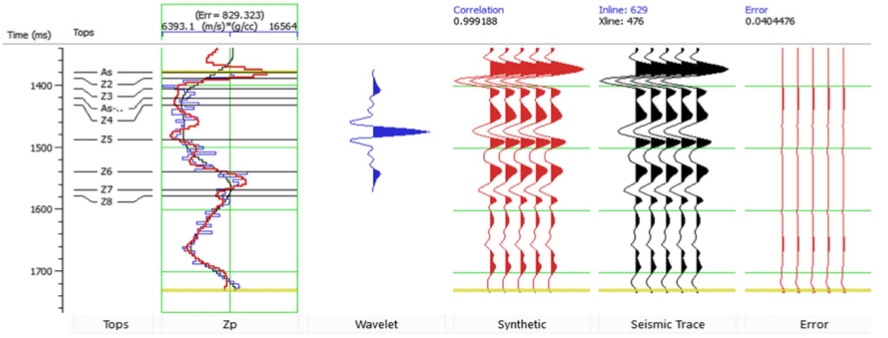 (Err= 829.323)
6393.1 (m/s)*(g/cc) 16564
Correlation
0.999188
Inline: 629
Xline: 476
Error
0.0404476
Time (ms)
Tops
1400
1500
1600
1700
As
Z2
Z3
As-..
Z4
Z5
Z6
Z7
Z8
Tops
Zp
Wavelet
Synthetic
Seismic Trace
Error